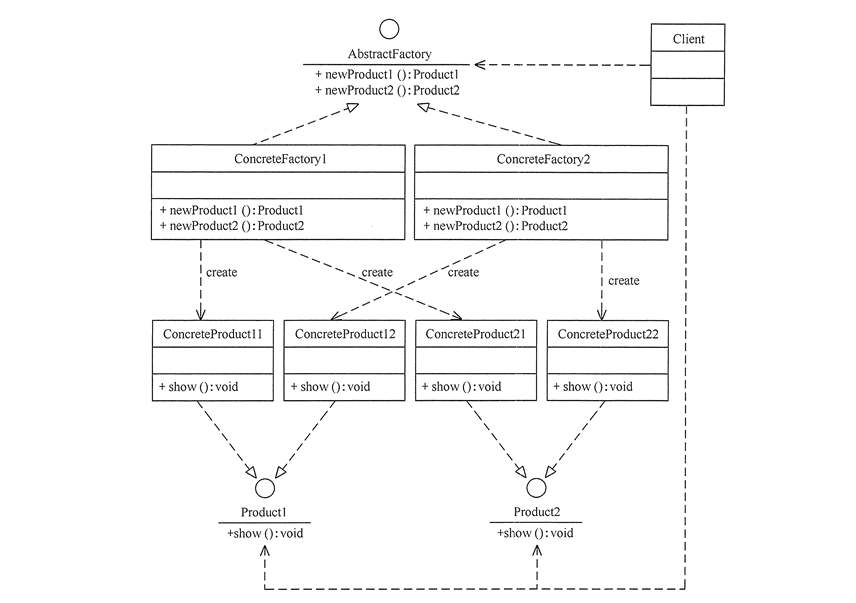 AbstractFactory
+ newProduct1 (): Product1
+ newProduct2 (): Product2
Client
ConcreteFactory1
+ newProduct1 (): Product1
+ newProduct2 (): Product2
ConcreteFactory2
+ newProduct1 (): Product1
+ newProduct2 (): Product2
create
create
create
create
ConcreteProduct11
+ show (): void
ConcreteProduct12
+ show (): void
ConcreteProduct21
+ show (): void
ConcreteProduct22
+ show (): void
Product1
+show (): void
Product2
+show (): void